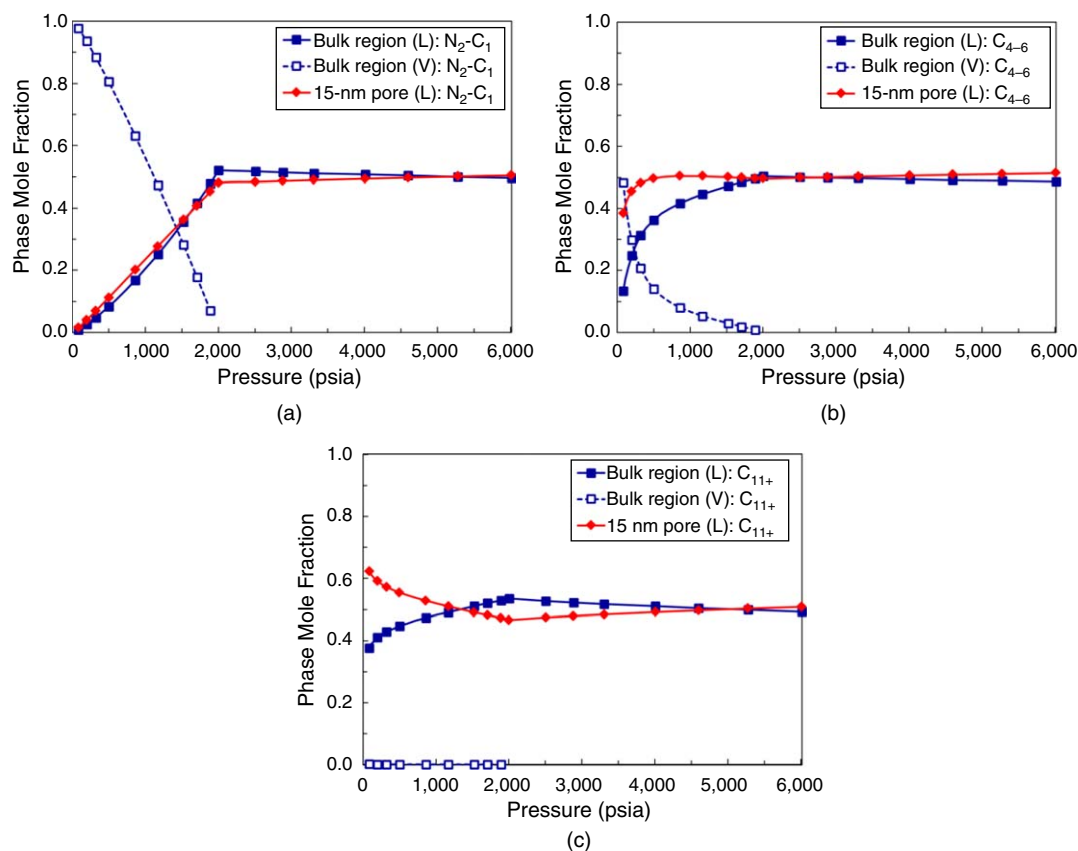 1.0
0.8
0.6
0.4
0.2
0.0
Phase Mole Fraction
Bulk region (L): N₂-C₁
Bulk region (V): N₂-C₁
15-nm pore (L): N₂-C₁
0 1,000 2,000 3,000 4,000 5,000 6,000
Pressure (psia)
(a)
1.0
0.8
0.6
0.4
0.2
0.0
Phase Mole Fraction
Bulk region (L): C₄₋₆
Bulk region (V): C₄₋₆
15-nm pore (L): C₄₋₆
0 1,000 2,000 3,000 4,000 5,000 6,000
Pressure (psia)
(b)
1.0
0.8
0.6
0.4
0.2
0.0
Phase Mole Fraction
Bulk region (L): C₁₁₊
Bulk region (V): C₁₁₊
15 nm pore (L): C₁₁₊
0 1,000 2,000 3,000 4,000 5,000 6,000
Pressure (psia)
(c)